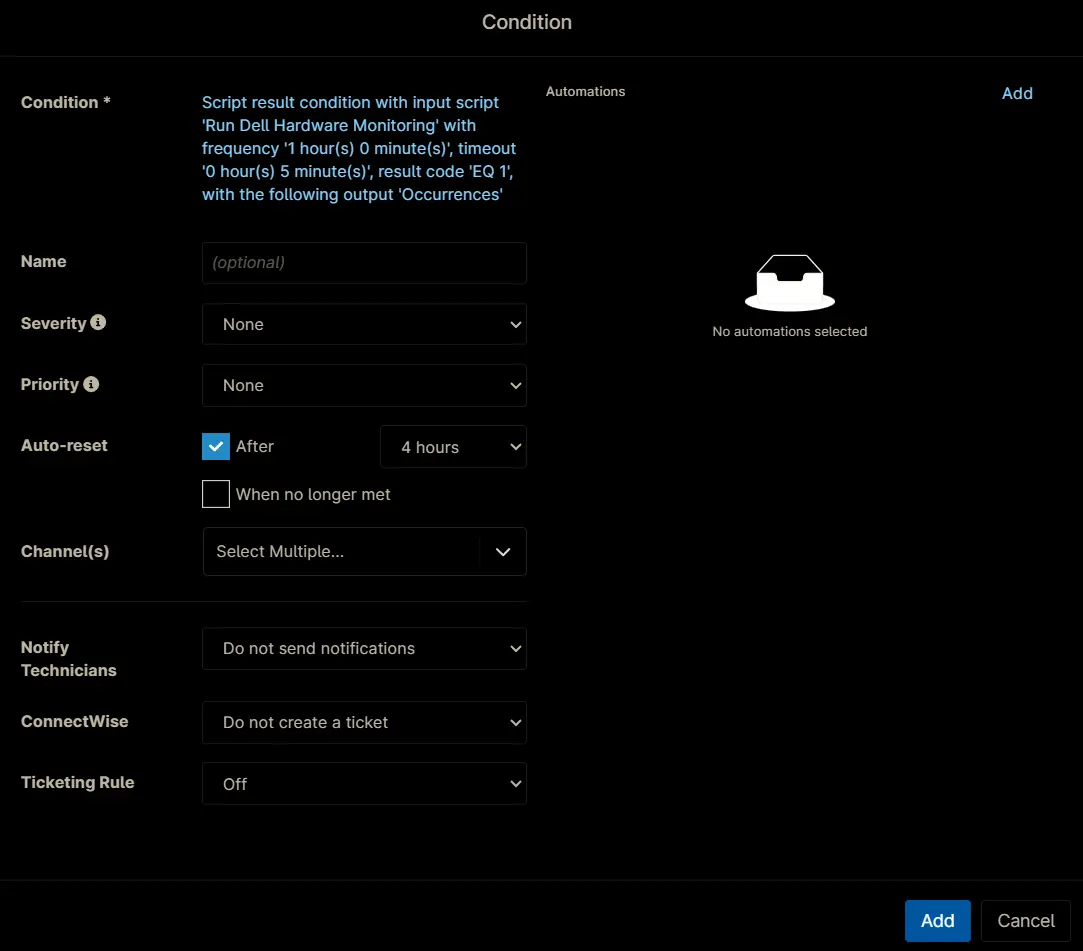 Condition
Condition *
Script result condition with input script
'Run Dell Hardware Monitoring' with
frequency '1 hour(s) 0 minute(s)', timeout
'0 hour(s) 5 minute(s)', result code 'EQ 1',
with the following output 'Occurrences'
Name
(optional)
Severity
None
Priority
None
Auto-reset
After
4 hours
When no longer met
Channel(s)
Select Multiple...
Notify
Technicians
Do not send notifications
ConnectWise
Do not create a ticket
Ticketing Rule
Off
Automations
Add
No automations selected
Add
Cancel